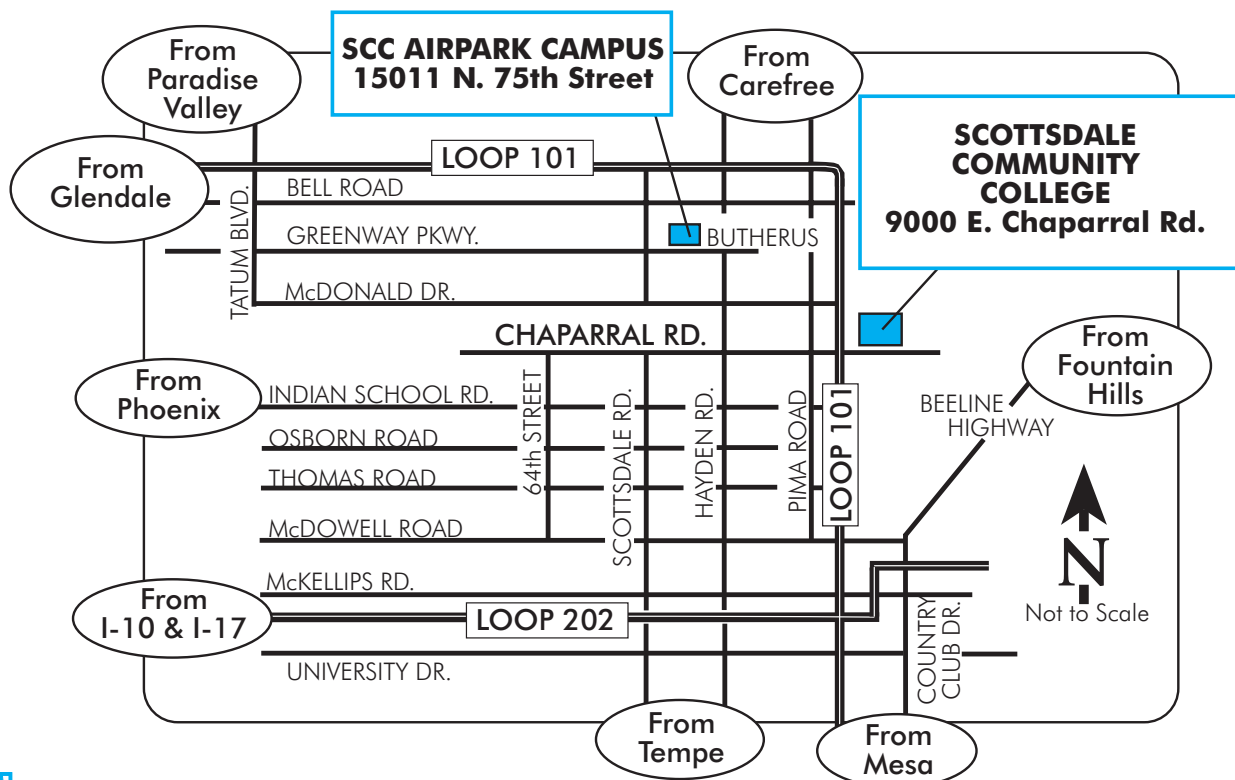 From
Paradise
Valley
SCC AIRPARK CAMPUS
15011 N. 75th Street
From
Carefree
SCOTTSDALE
COMMUNITY
COLLEGE
9000 E. Chaparral Rd.
From
Glendale
LOOP 101
BELL ROAD
GREENWAY PKWY.
BUTHERUS
TATUM BLVD.
McDONALD DR.
CHAPARRAL RD.
From
Fountain
Hills
From
Phoenix
INDIAN SCHOOL RD.
OSBORN ROAD
THOMAS ROAD
McDOWELL ROAD
64th STREET
SCOTTSDALE RD.
HAYDEN RD.
PIMA ROAD
LOOP 101
BEELINE
HIGHWAY
N
Not to Scale
McKELLIPS RD.
From
I-10 & I-17
LOOP 202
UNIVERSITY DR.
COUNTRY
CLUB DR.
From
Tempe
From
Mesa